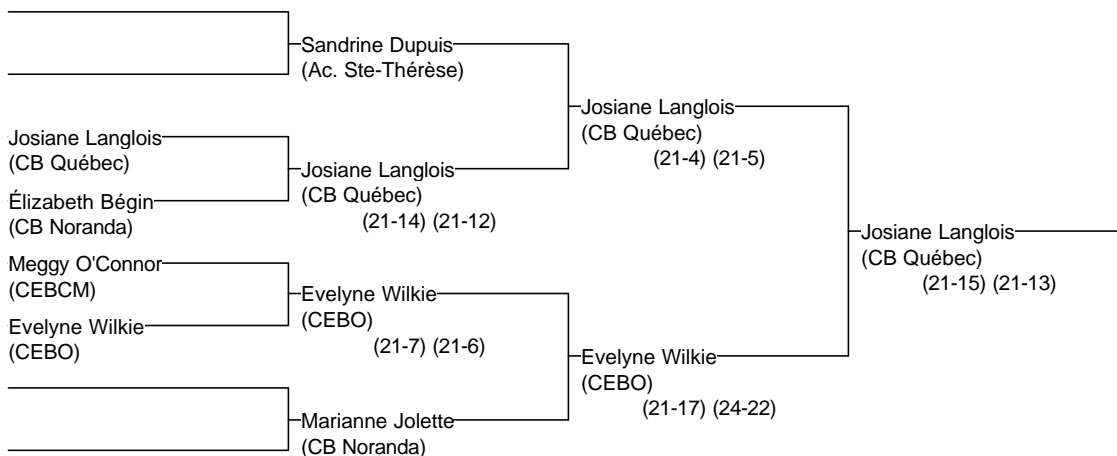 Sandrine Dupuis
(Ac. Ste-Thérèse)
Josiane Langlois
(CB Québec)
(21-4) (21-5)
Josiane Langlois
(CB Québec)
Josiane Langlois
(CB Québec)
(21-14) (21-12)
Élizabeth Bégin
(CB Noranda)
Josiane Langlois
(CB Québec)
(21-15) (21-13)
Meggy O'Connor
(CEBCM)
Evelyne Wilkie
(CEBO)
(21-7) (21-6)
Evelyne Wilkie
(CEBO)
Evelyne Wilkie
(CEBO)
(21-17) (24-22)
Marianne Jolette
(CB Noranda)